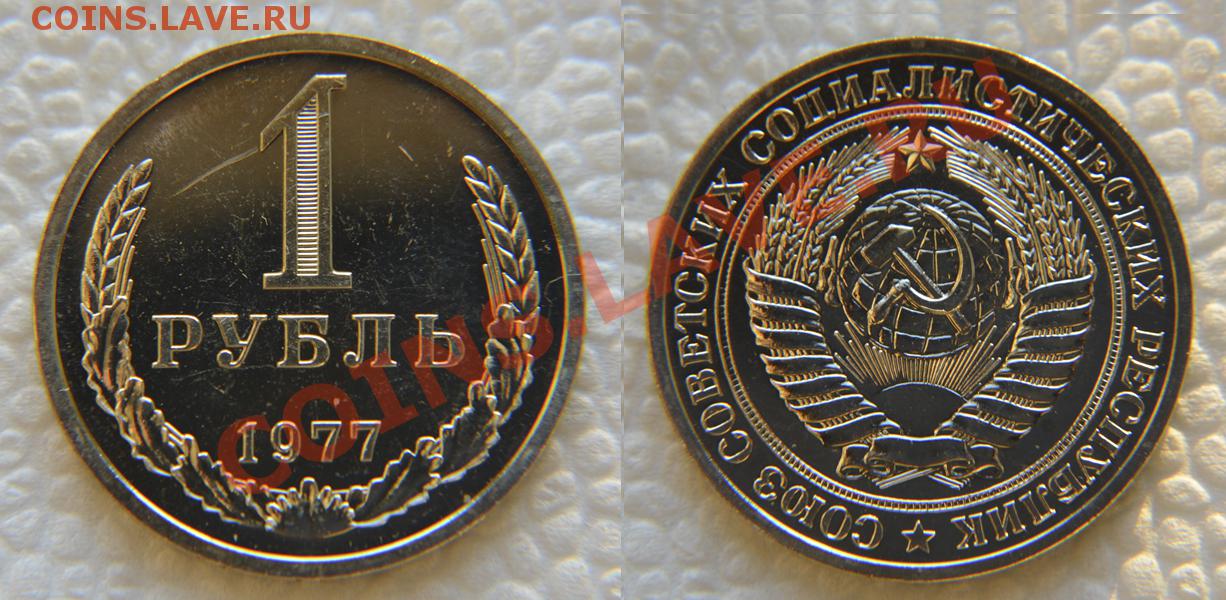 COINS.LAVE.RU
1
РУБЛЬ
1977
СОЮЗ СОВЕТСКИХ СОЦИАЛИСТИЧЕСКИХ РЕСПУБЛИК
COINS.LAVE.RU